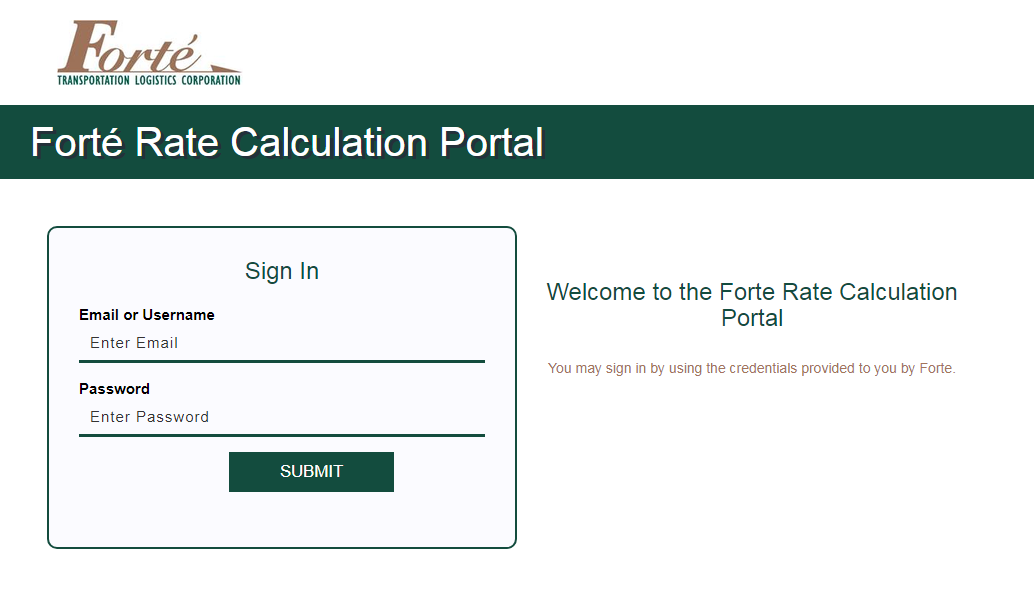 Forté
TRANSPORTATION LOGISTICS CORPORATION
Forté Rate Calculation Portal
Sign In
Email or Username
Enter Email
Password
Enter Password
SUBMIT
Welcome to the Forte Rate Calculation
Portal
You may sign in by using the credentials provided to you by Forte.